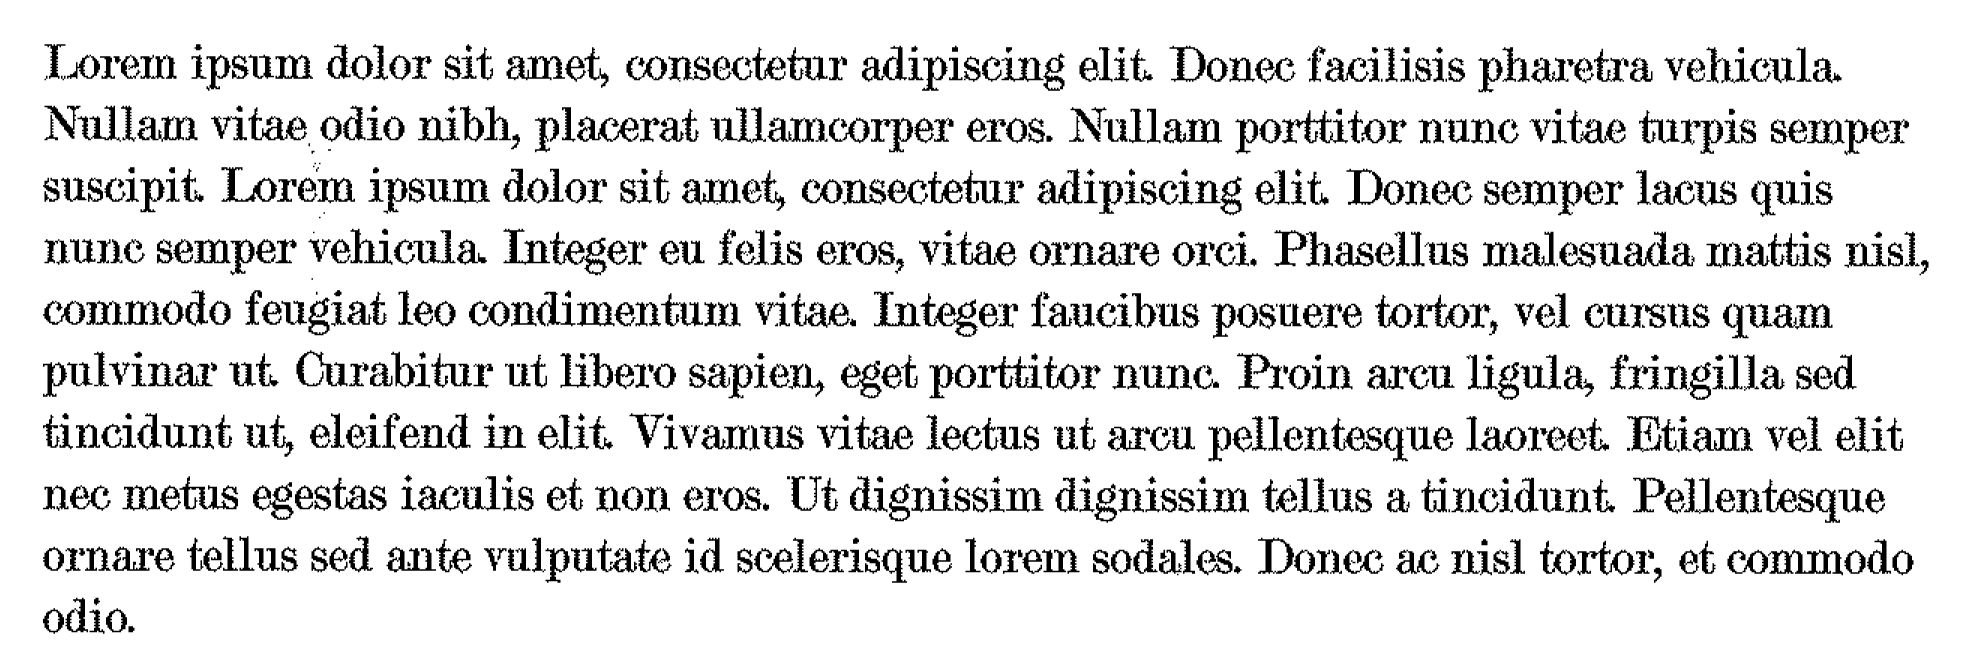 Lorem ipsum dolor sit amet, consectetur adipiscing elit. Donec facilisis pharetra vehicula.
Nullam vitae odio nibh, placerat ullamcorper eros. Nullam porttitor nunc vitae turpis semper
suscipit. Lorem ipsum dolor sit amet, consectetur adipiscing elit. Donec semper lacus quis
nunc semper vehicula. Integer eu felis eros, vitae ornare orci. Phasellus malesuada mattis nisl,
commodo feugiat leo condimentum vitae. Integer faucibus posuere tortor, vel cursus quam
pulvinar ut. Curabitur ut libero sapien, eget porttitor nunc. Proin arcu ligula, fringilla sed
tincidunt ut, eleifend in elit. Vivamus vitae lectus ut arcu pellentesque laoreet. Etiam vel elit
nec metus egestas iaculis et non eros. Ut dignissim dignissim tellus a tincidunt. Pellentesque
ornare tellus sed ante vulputate id scelerisque lorem sodales. Donec ac nisl tortor, et commodo
odio.